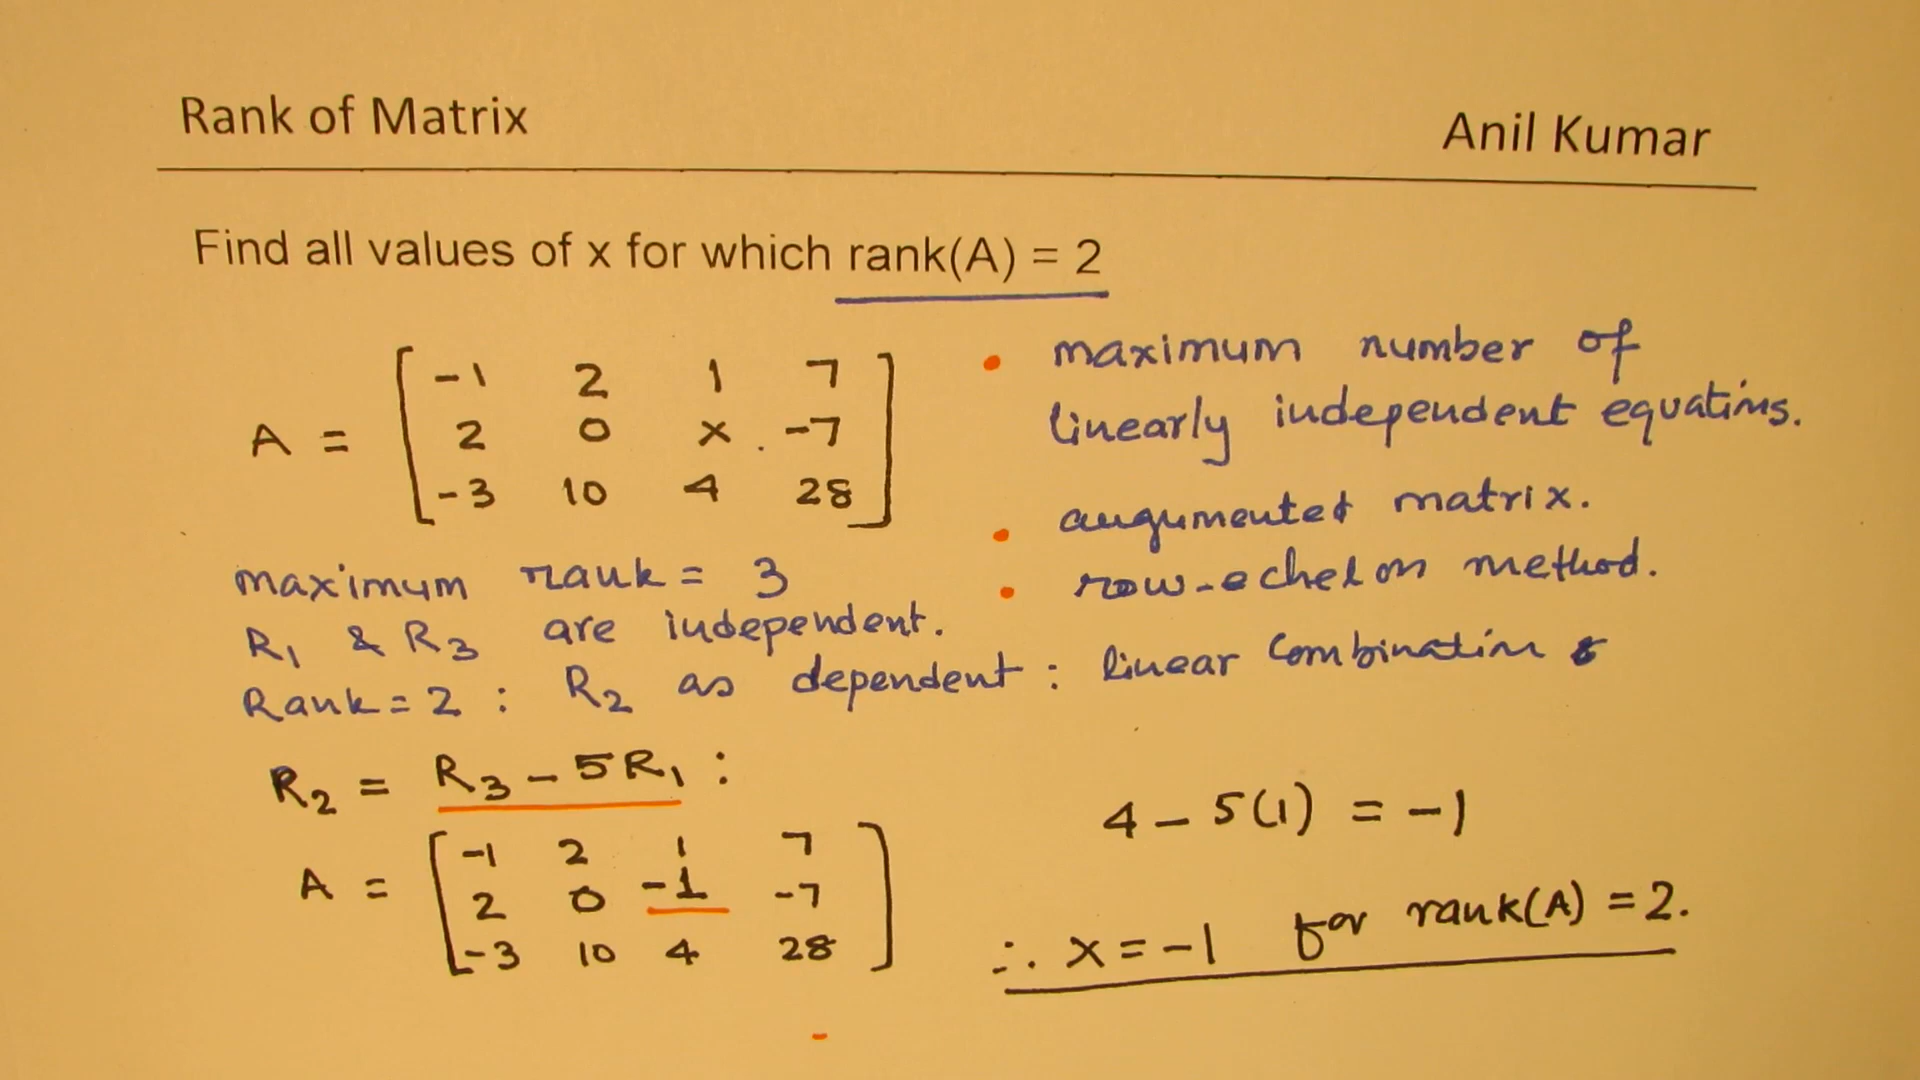 Rank of Matrix
Anil Kumar
Find all values of x for which rank(A) = 2
A = [ -1 2 1 7
2 0 x . -7
-3 10 4 28 ]
• maximum number of
linearly independent equations.
• augumented matrix.
• row-echelon method.
maximum rank = 3
R₁ & R₃ are independent.
Rank = 2 : R₂ as dependent : linear combination
R₂ = R₃ - 5R₁ :
A = [ -1 2 1 7
2 0 -1 -7
-3 10 4 28 ]
4 - 5(1) = -1
∴ x = -1 for rank(A) = 2.